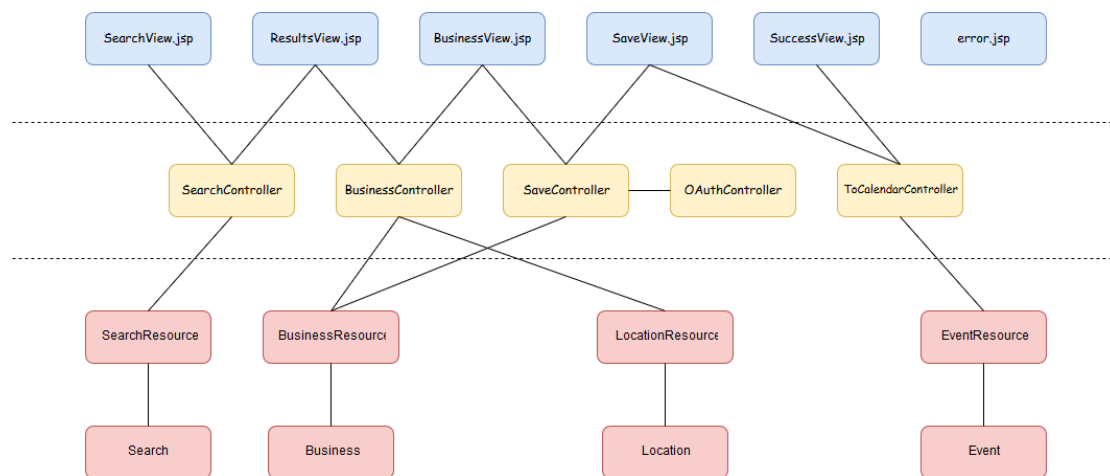 SearchView.jsp
ResultsView.jsp
BusinessView.jsp
SaveView.jsp
SuccessView.jsp
error.jsp
SearchController
BusinessController
SaveController
OAuthController
ToCalendarController
SearchResource
BusinessResource
LocationResource
EventResource
Search
Business
Location
Event